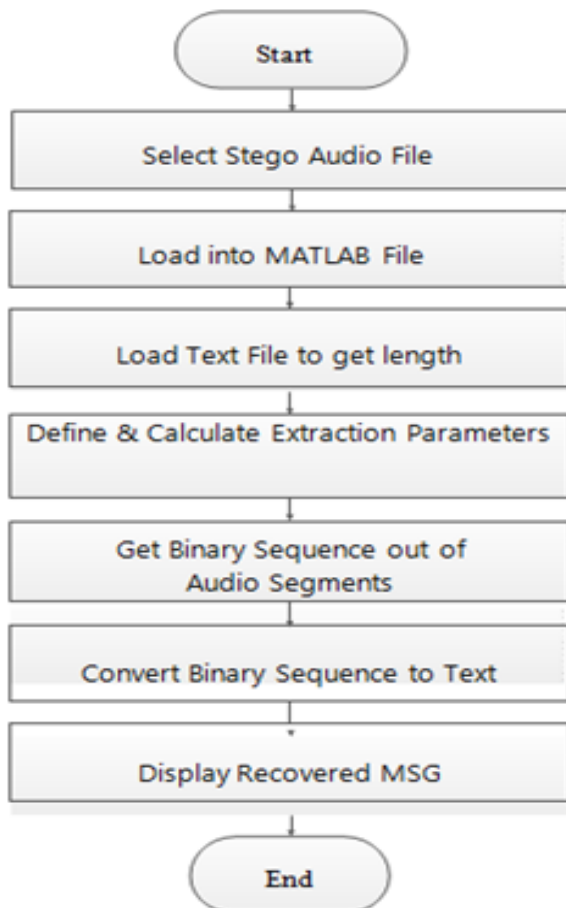 Start
Select Stego Audio File
Load into MATLAB File
Load Text File to get length
Define & Calculate Extraction Parameters
Get Binary Sequence out of
Audio Segments
Convert Binary Sequence to Text
Display Recovered MSG
End